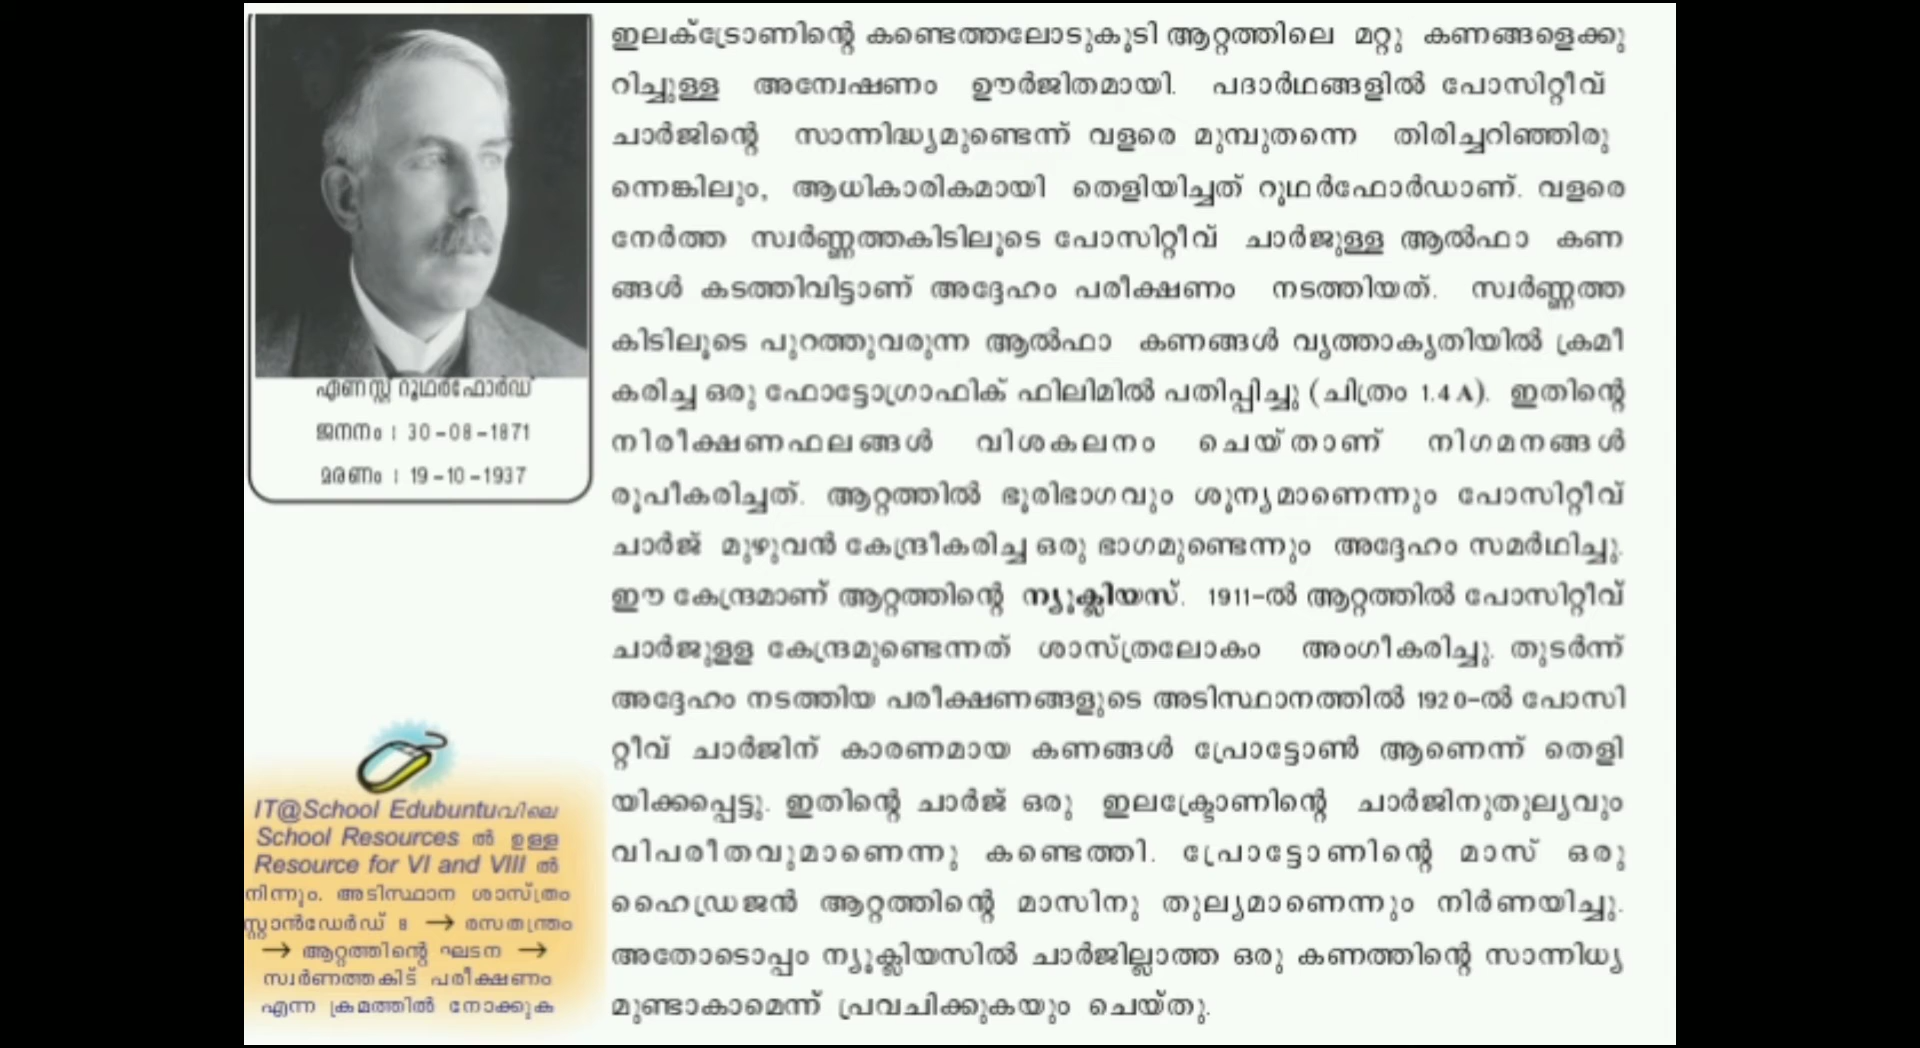 ഏണസ്റ്റ് റൂഥർഫോർഡ്
ജനനം : 30-08-1871
മരണം : 19-10-1937
ഇലക്ട്രോണിന്റെ കണ്ടെത്തലോടുകൂടി ആറ്റത്തിലെ മറ്റു കണങ്ങളെക്കു
റിച്ചുള്ള അന്വേഷണം ഊർജിതമായി. പദാർഥങ്ങളിൽ പോസിറ്റീവ്
ചാർജിന്റെ സാന്നിദ്ധ്യമുണ്ടെന്ന് വളരെ മുമ്പുതന്നെ തിരിച്ചറിഞ്ഞിരു
ന്നെങ്കിലും, ആധികാരികമായി തെളിയിച്ചത് റൂഥർഫോർഡാണ്. വളരെ
നേർത്ത സ്വർണ്ണത്തകിടിലൂടെ പോസിറ്റീവ് ചാർജുള്ള ആൽഫാ കണ
ങ്ങൾ കടത്തിവിട്ടാണ് അദ്ദേഹം പരീക്ഷണം നടത്തിയത്. സ്വർണ്ണത്ത
കിടിലൂടെ പുറത്തുവരുന്ന ആൽഫാ കണങ്ങൾ വൃത്താകൃതിയിൽ ക്രമീ
കരിച്ച ഒരു ഫോട്ടോഗ്രാഫിക് ഫിലിമിൽ പതിപ്പിച്ചു (ചിത്രം 1.4 A). ഇതിന്റെ
നിരീക്ഷണഫലങ്ങൾ വിശകലനം ചെയ്താണ് നിഗമനങ്ങൾ
രൂപീകരിച്ചത്. ആറ്റത്തിൽ ഭൂരിഭാഗവും ശൂന്യമാണെന്നും പോസിറ്റീവ്
ചാർജ് മുഴുവൻ കേന്ദ്രീകരിച്ച ഒരു ഭാഗമുണ്ടെന്നും അദ്ദേഹം സമർഥിച്ചു.
ഈ കേന്ദ്രമാണ് ആറ്റത്തിന്റെ ന്യൂക്ലിയസ്. 1911-ൽ ആറ്റത്തിൽ പോസിറ്റീവ്
ചാർജുള്ള കേന്ദ്രമുണ്ടെന്നത് ശാസ്ത്രലോകം അംഗീകരിച്ചു. തുടർന്ന്
അദ്ദേഹം നടത്തിയ പരീക്ഷണങ്ങളുടെ അടിസ്ഥാനത്തിൽ 1920-ൽ പോസി
റ്റീവ് ചാർജിന് കാരണമായ കണങ്ങൾ പ്രോട്ടോൺ ആണെന്ന് തെളി
യിക്കപ്പെട്ടു. ഇതിന്റെ ചാർജ് ഒരു ഇലക്ട്രോണിന്റെ ചാർജിനുതുല്യവും
വിപരീതവുമാണെന്നു കണ്ടെത്തി. പ്രോട്ടോണിന്റെ മാസ് ഒരു
ഹൈഡ്രജൻ ആറ്റത്തിന്റെ മാസിനു തുല്യമാണെന്നും നിർണയിച്ചു.
അതോടൊപ്പം ന്യൂക്ലിയസിൽ ചാർജില്ലാത്ത ഒരു കണത്തിന്റെ സാന്നിധ്യ
മുണ്ടാകാമെന്ന് പ്രവചിക്കുകയും ചെയ്തു.
IT@School Edubuntuവിലെ
School Resources ൽ ഉള്ള
Resource for VI and VIII ൽ
നിന്നും. അടിസ്ഥാന ശാസ്ത്രം
സ്റ്റാൻഡേർഡ് 8 → രസതന്ത്രം
→ ആറ്റത്തിന്റെ ഘടന →
സ്വർണത്തകിട് പരീക്ഷണം
എന്ന ക്രമത്തിൽ നോക്കുക